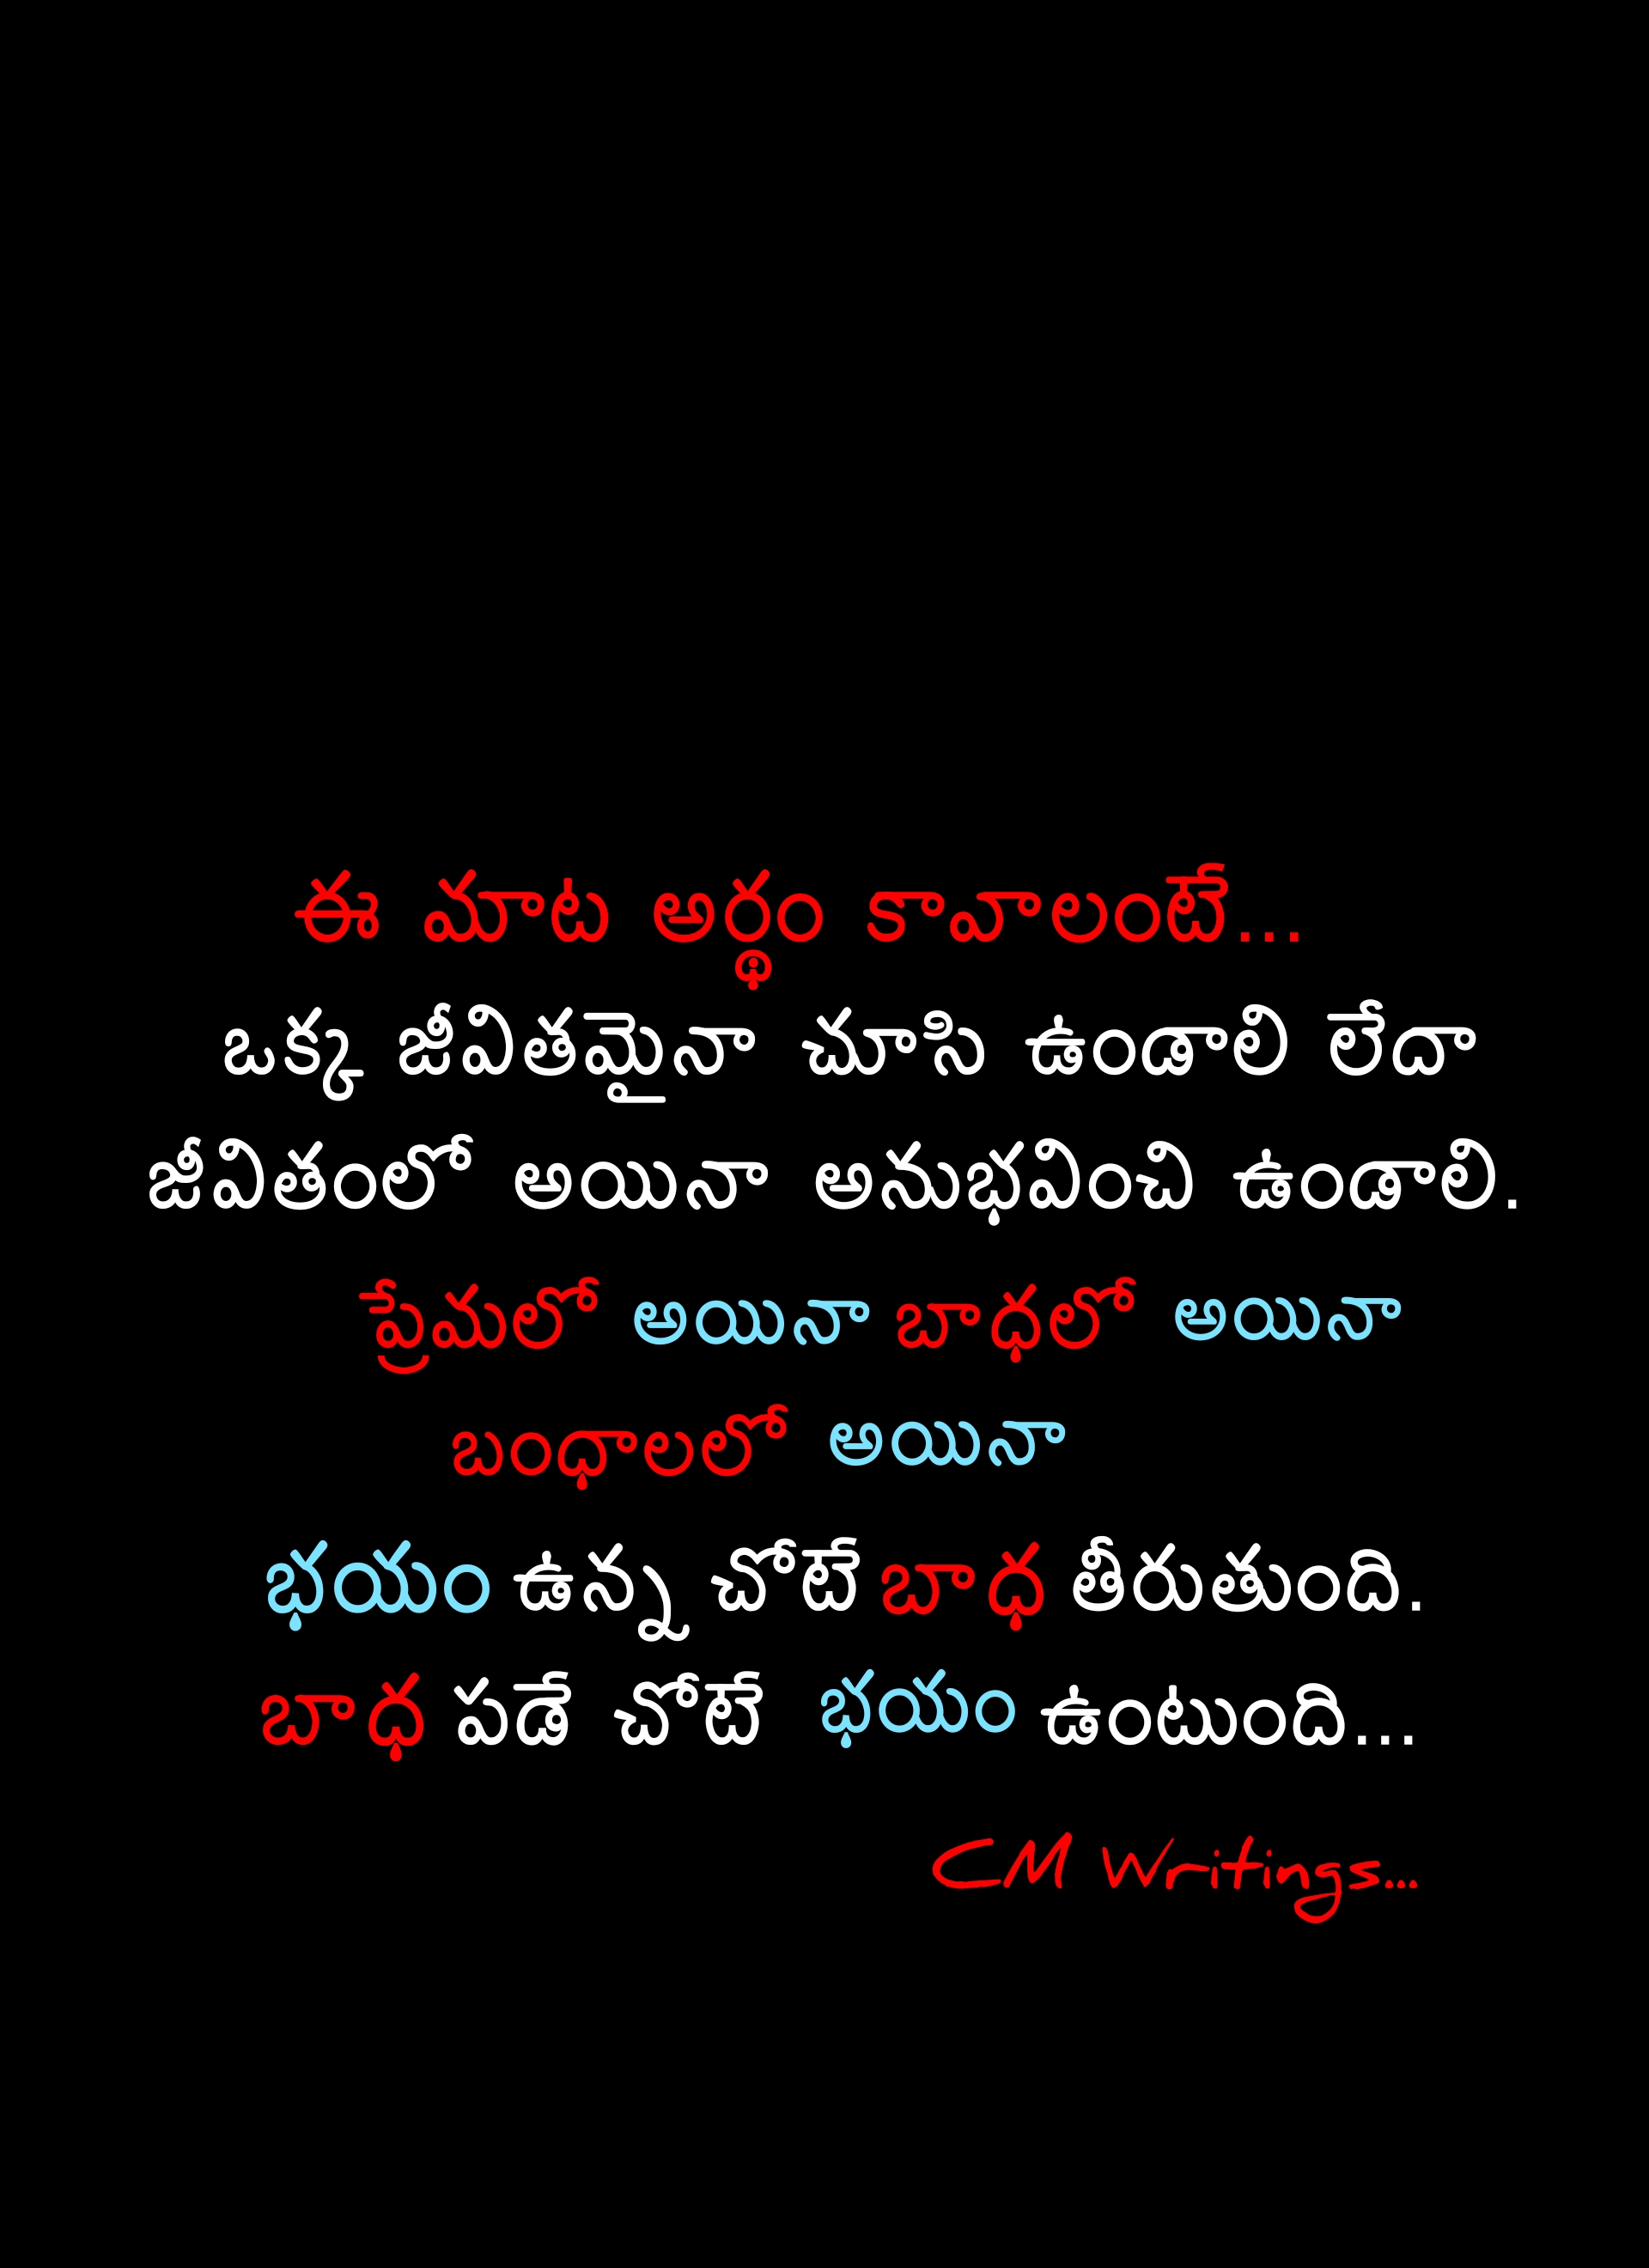 ఈ మాట అర్థం కావాలంటే...
ఒక్క జీవితమైనా చూసి ఉండాలి లేదా
జీవితంలో అయినా అనుభవించి ఉండాలి.
ప్రేమలో అయినా బాధలో అయినా
బంధాలలో అయినా
భయం ఉన్న చోటే బాధ తీరుతుంది.
బాధ పడే చోటే భయం ఉంటుంది...
CM Writings...